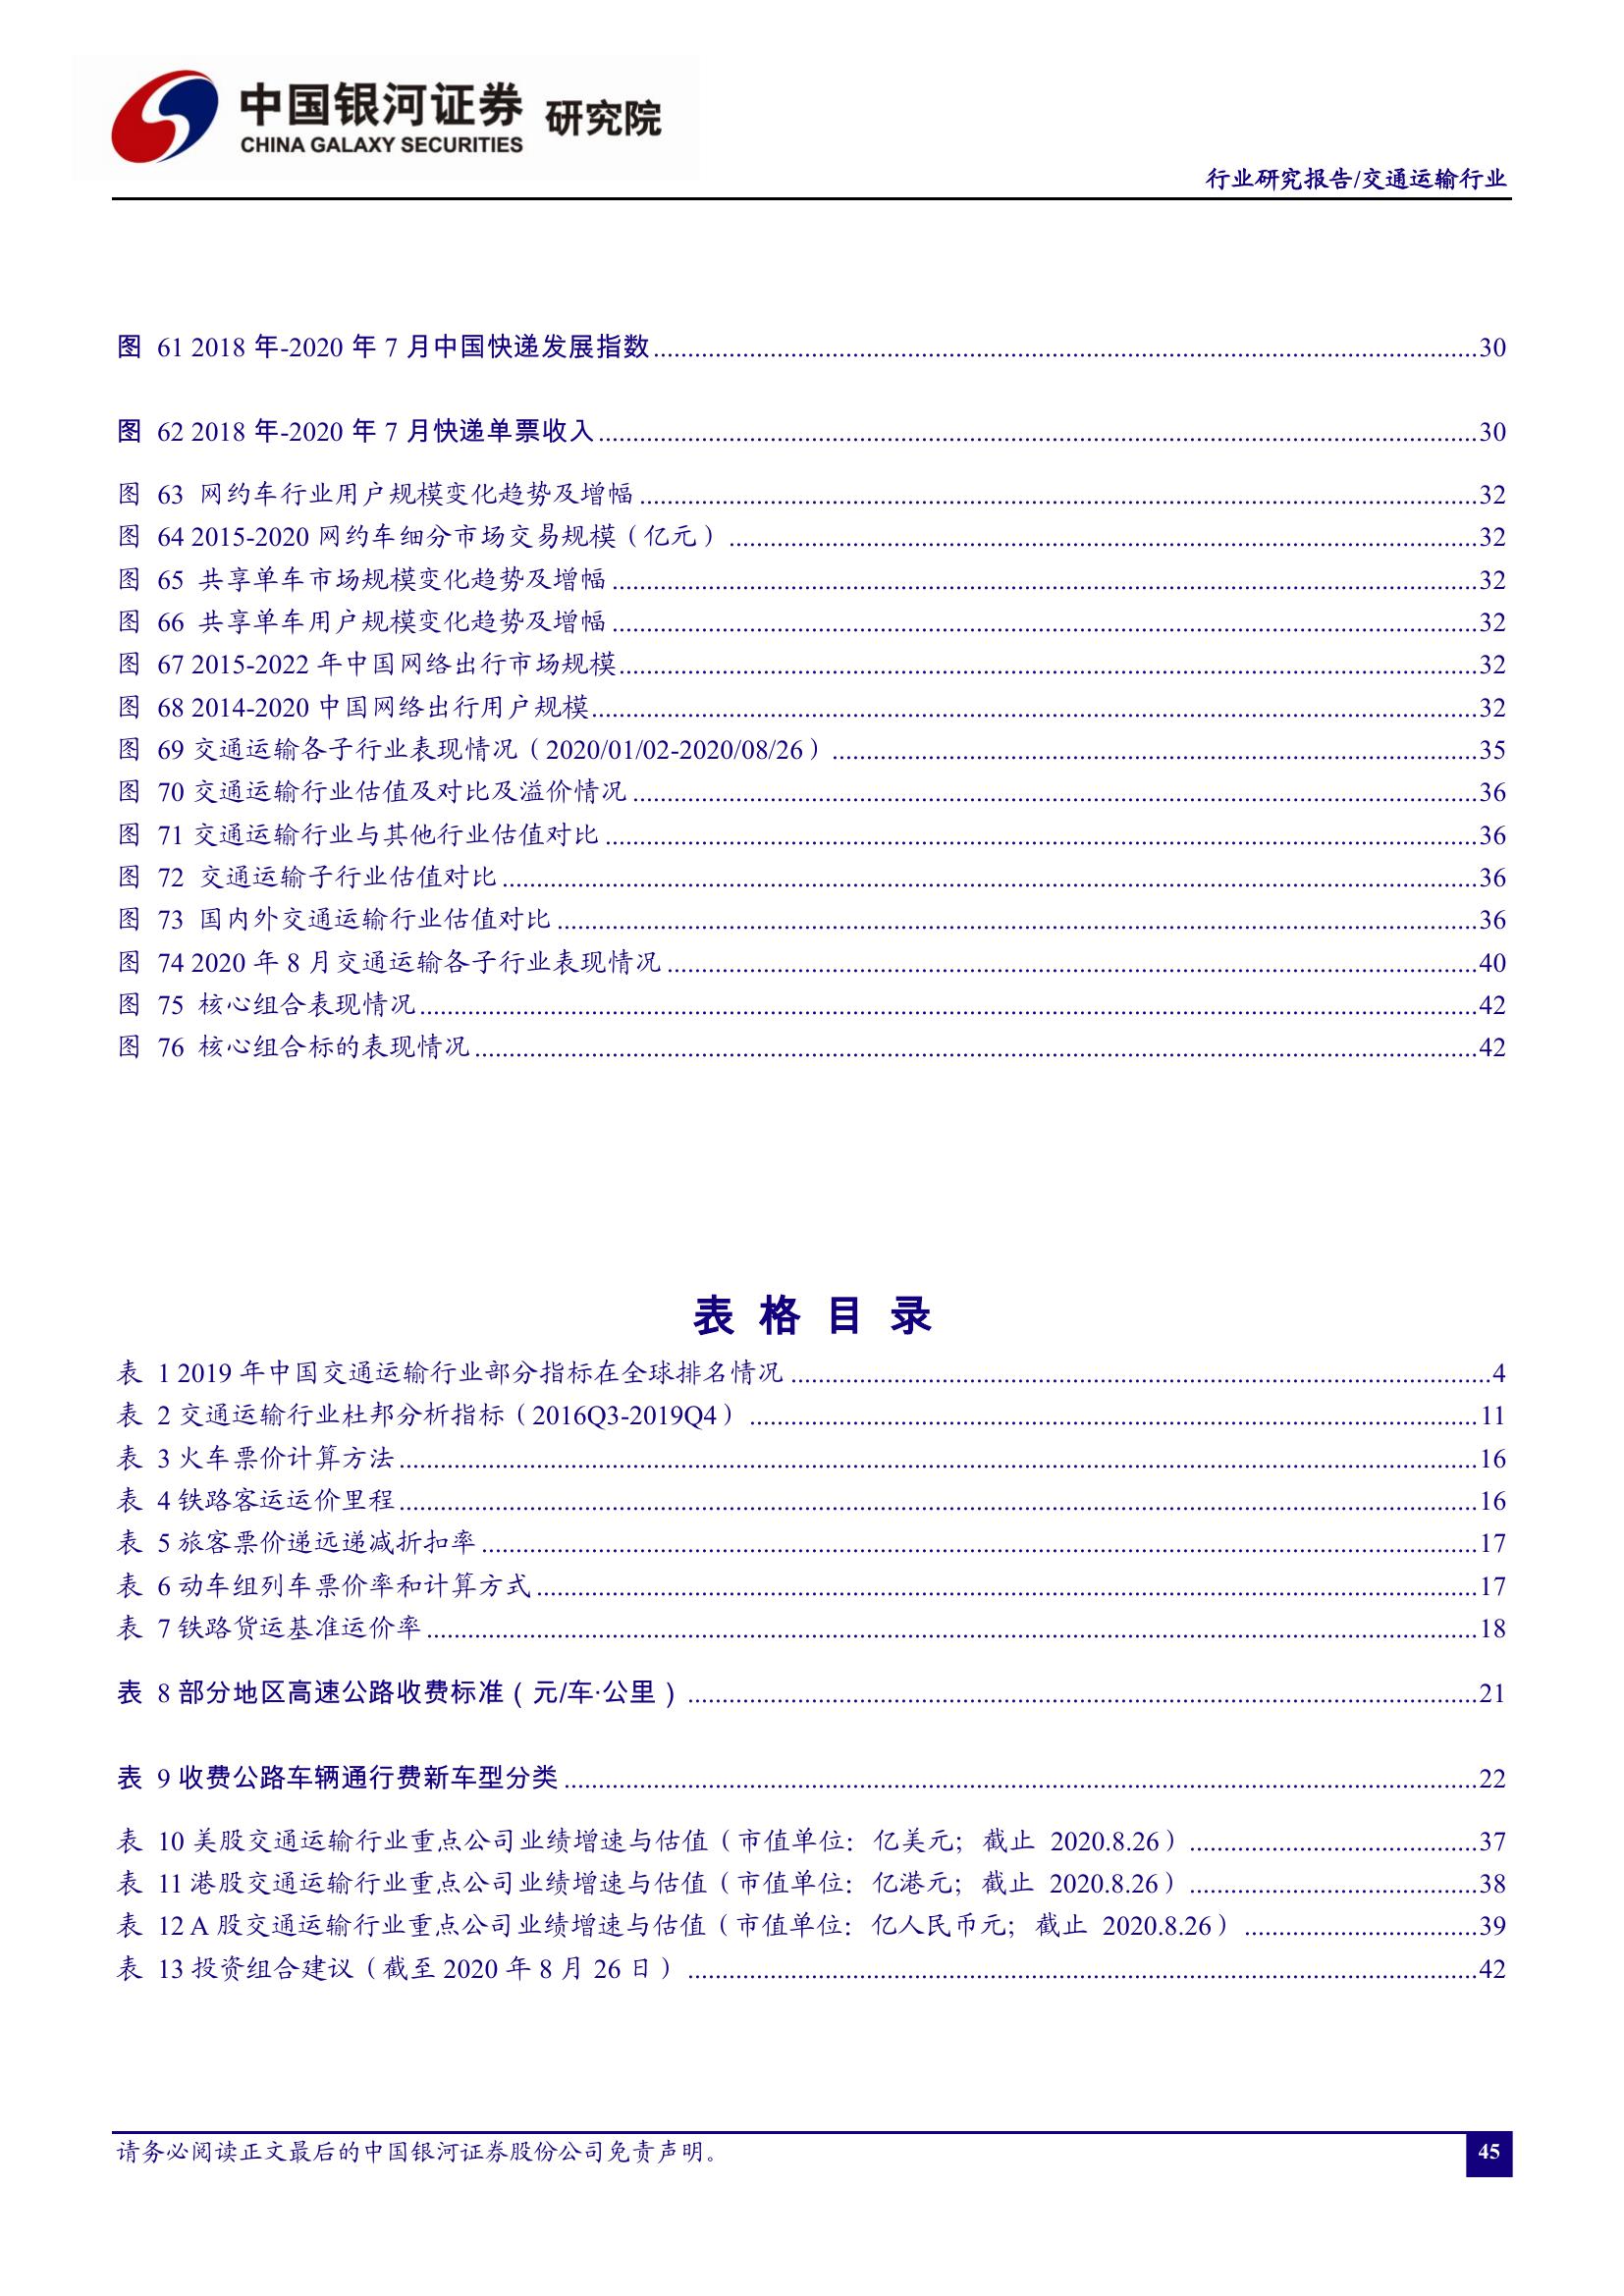 中国银河证券 研究院
CHINA GALAXY SECURITIES
行业研究报告/交通运输行业
图 61 2018 年-2020 年 7 月中国快递发展指数 30
图 62 2018 年-2020 年 7 月快递单票收入 30
图 63 网约车行业用户规模变化趋势及增幅 32
图 64 2015-2020 网约车细分市场交易规模（亿元） 32
图 65 共享单车市场规模变化趋势及增幅 32
图 66 共享单车用户规模变化趋势及增幅 32
图 67 2015-2022 年中国网络出行市场规模 32
图 68 2014-2020 中国网络出行用户规模 32
图 69 交通运输各子行业表现情况（2020/01/02-2020/08/26） 35
图 70 交通运输行业估值及对比及溢价情况 36
图 71 交通运输行业与其他行业估值对比 36
图 72 交通运输子行业估值对比 36
图 73 国内外交通运输行业估值对比 36
图 74 2020 年 8 月交通运输各子行业表现情况 40
图 75 核心组合表现情况 42
图 76 核心组合标的表现情况 42
表 格 目 录
表 1 2019 年中国交通运输行业部分指标在全球排名情况 4
表 2 交通运输行业杜邦分析指标（2016Q3-2019Q4） 11
表 3 火车票价计算方法 16
表 4 铁路客运运价里程 16
表 5 旅客票价递远递减折扣率 17
表 6 动车组列车票价率和计算方式 17
表 7 铁路货运基准运价率 18
表 8 部分地区高速公路收费标准（元/车·公里） 21
表 9 收费公路车辆通行费新车型分类 22
表 10 美股交通运输行业重点公司业绩增速与估值（市值单位：亿美元；截止 2020.8.26） 37
表 11 港股交通运输行业重点公司业绩增速与估值（市值单位：亿港元；截止 2020.8.26） 38
表 12 A 股交通运输行业重点公司业绩增速与估值（市值单位：亿人民币元；截止 2020.8.26） 39
表 13 投资组合建议（截至 2020 年 8 月 26 日） 42
请务必阅读正文最后的中国银河证券股份公司免责声明。
45